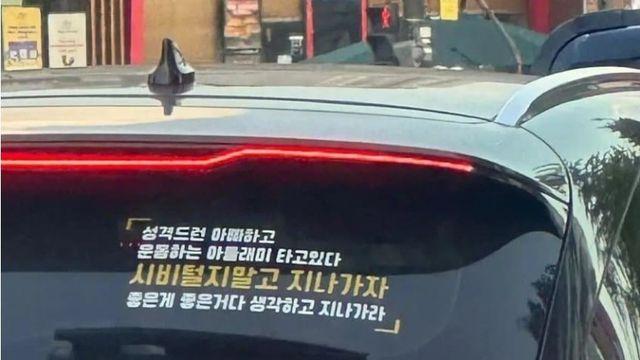 성격드런 아빠하고
운동하는 아들래미 타고있다
시비털지말고 지나가자
좋은게 좋은거다 생각하고 지나가라